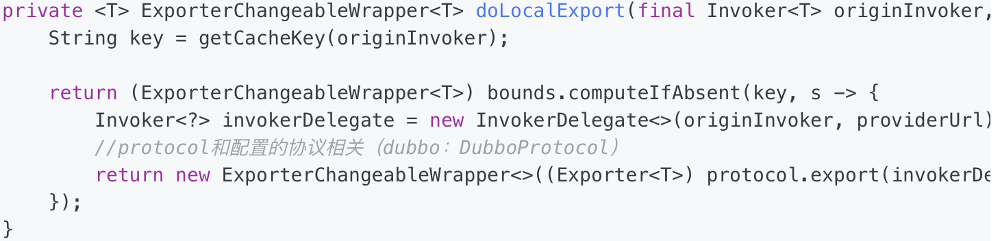 private <T> ExporterChangeableWrapper<T> doLocalExport(final Invoker<T> originInvoker,
    String key = getCacheKey(originInvoker);

    return (ExporterChangeableWrapper<T>) bounds.computeIfAbsent(key, s -> {
        Invoker<?> invokerDelegate = new InvokerDelegate<>(originInvoker, providerUrl)
        //protocol和配置的协议相关（dubbo：DubboProtocol）
        return new ExporterChangeableWrapper<>((Exporter<T>) protocol.export(invokerDe
    });
}